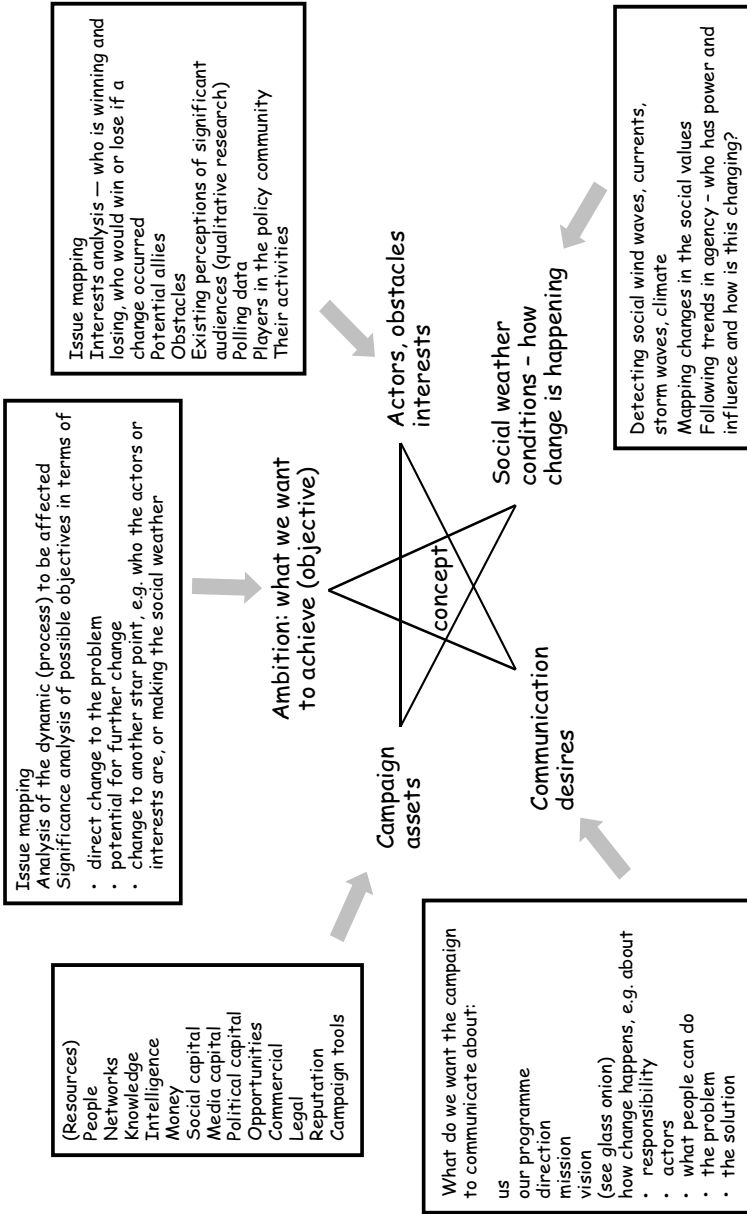 Issue mapping
Analysis of the dynamic (process) to be affected
Significance analysis of possible objectives in terms of
• direct change to the problem
• potential for further change
• change to another star point, e.g. who the actors or
interests are, or making the social weather
(Resources)
People
Networks
Knowledge
Intelligence
Money
Social capital
Media capital
Political capital
Opportunities
Commercial
Legal
Reputation
Campaign tools
Issue mapping
Interests analysis — who is winning and
losing, who would win or lose if a
change occurred
Potential allies
Obstacles
Existing perceptions of significant
audiences (qualitative research)
Polling data
Players in the policy community
Their activities
Ambition: what we want
to achieve (objective)
Campaign
assets
Actors, obstacles
interests
concept
Communication
desires
Social weather
conditions – how
change is happening
What do we want the campaign
to communicate about:
us
our programme
direction
mission
vision
(see glass onion)
how change happens, e.g. about
• responsibility
• actors
• what people can do
• the problem
• the solution
Detecting social wind waves, currents,
storm waves, climate
Mapping changes in the social values
Following trends in agency – who has power and
influence and how is this changing?